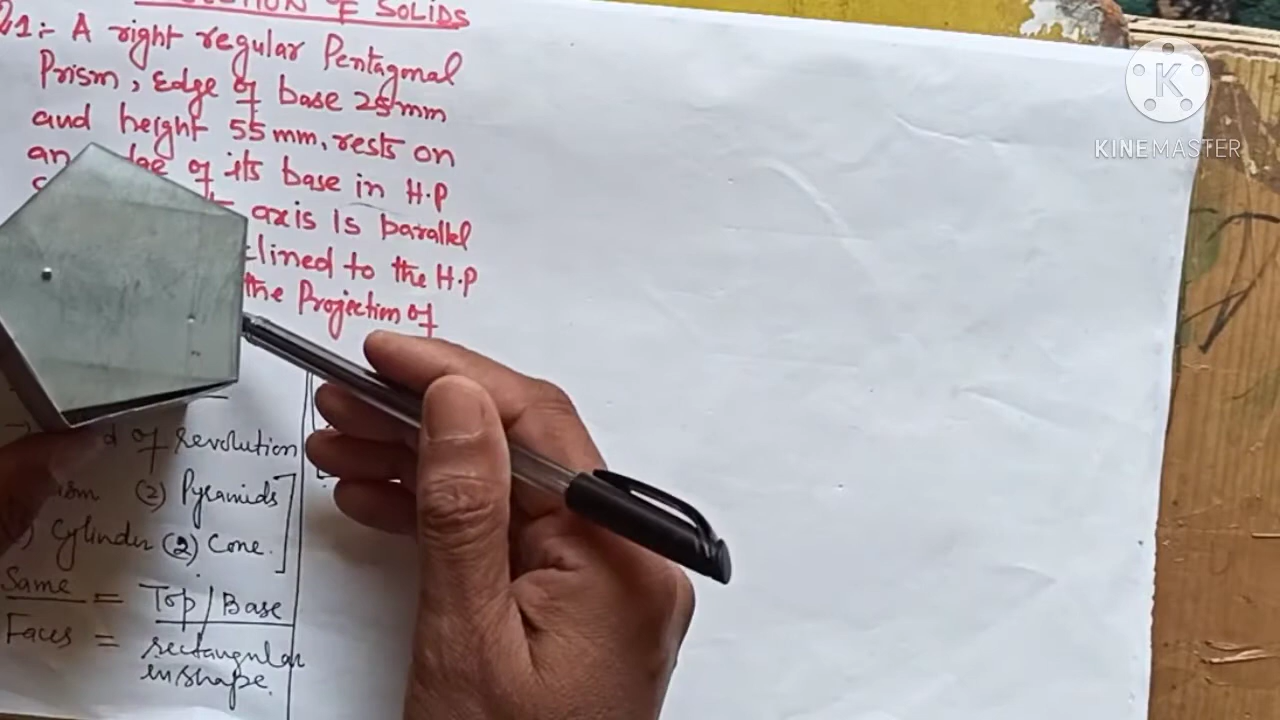 OF SOLIDS
Q1:- A right regular Pentagonal
Prism, Edge of base 25mm
and height 55mm, rests on
an of its base in H.P
axis is parallel
to the H.P
the Projection of
of revolution
(2) Pyramids
Cylinder (2) Cone.
Same = Top/Base
Faces = rectangular
in shape.
KINEMASTER